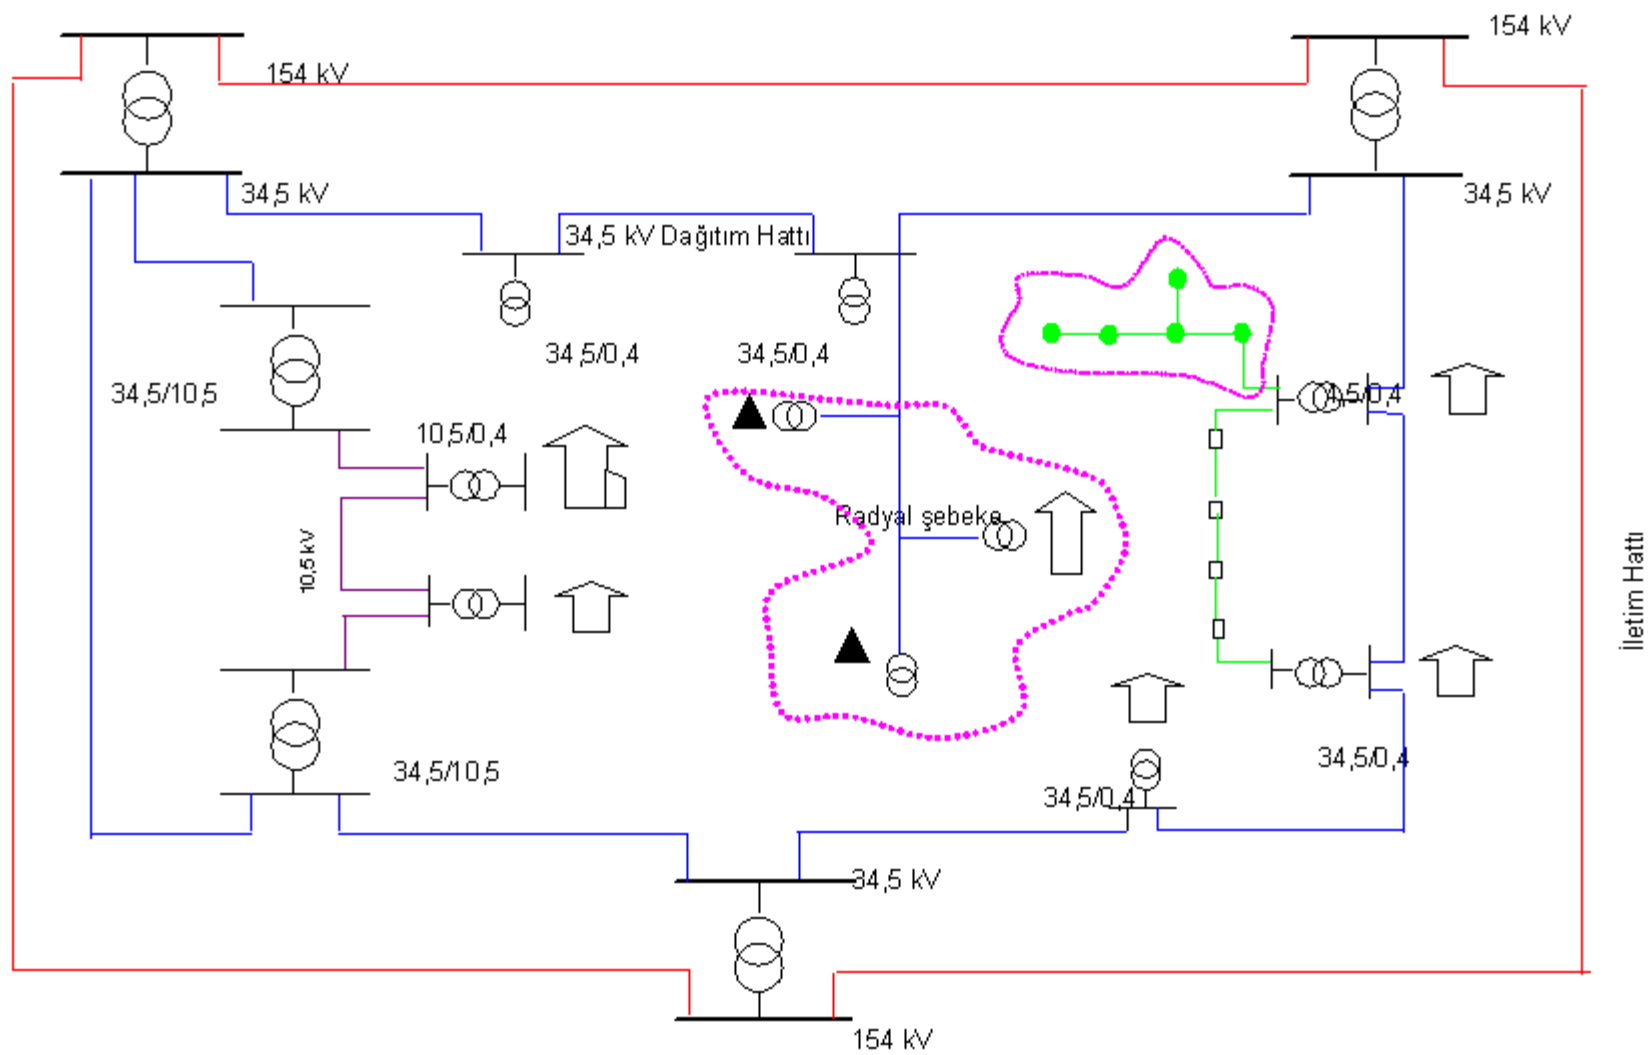 154 kV
154 kV
34,5 kV
34,5 kV
34,5 kV Dağıtım Hattı
34,5/0,4
34,5/0,4
34,5/10,5
4,5/0,4
10,5/0,4
Radyal şebeke
10,5 kV
İletim Hattı
34,5/10,5
34,5/0,4
34,5/0,4
34,5 kV
154 kV